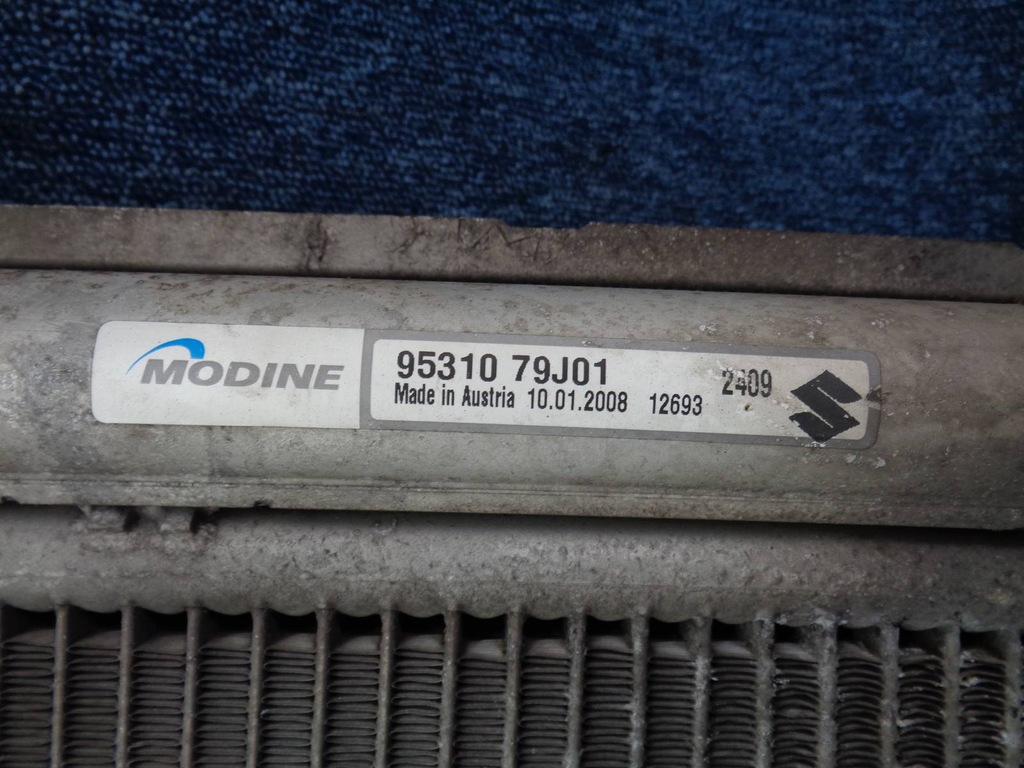 MODINE
95310 79J01 2409
Made in Austria 10.01.2008 12693